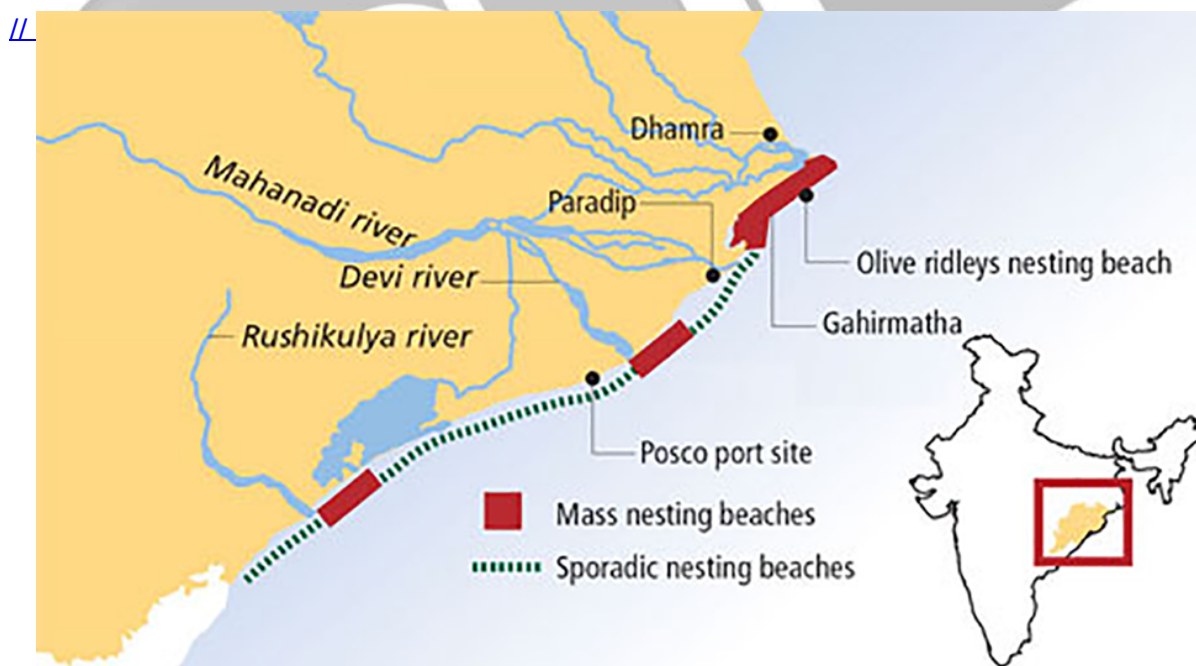 //
Dhamra
Mahanadi river
Paradip
Devi river
Olive ridleys nesting beach
Gahirmatha
Rushikulya river
Posco port site
Mass nesting beaches
Sporadic nesting beaches